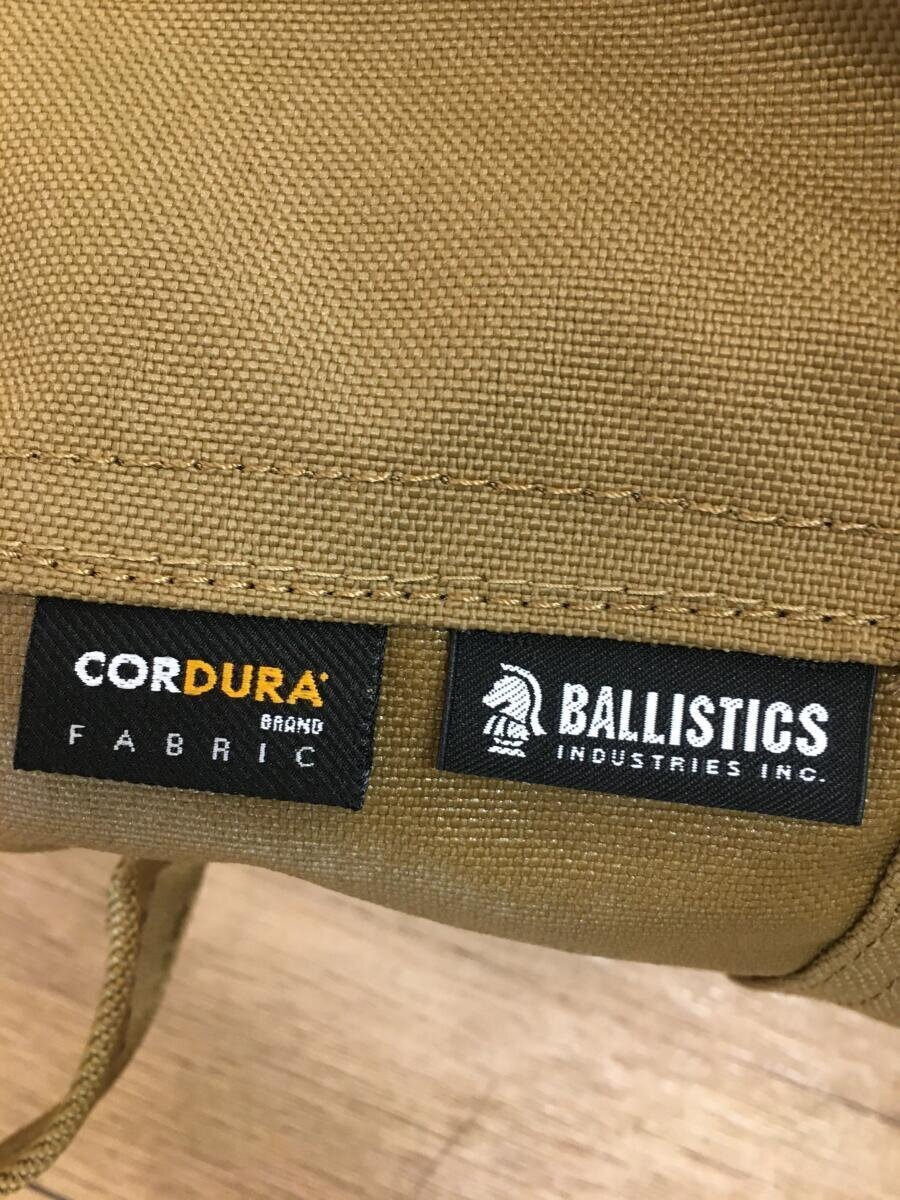 CORDURA
BRAND
FABRIC
BALLISTICS
INDUSTRIES INC.